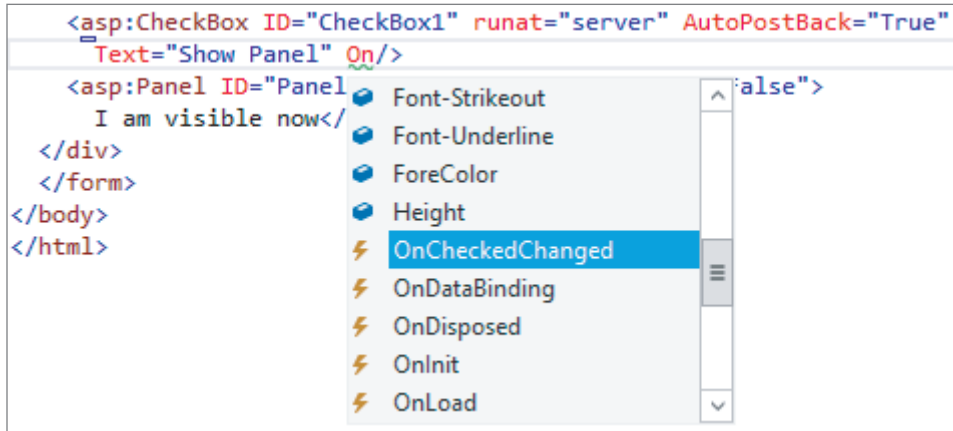 <asp:CheckBox ID="CheckBox1" runat="server" AutoPostBack="True"
Text="Show Panel" On/>
<asp:Panel ID="Panel alse">
I am visible now</
</div>
</form>
</body>
</html>
Font-Strikeout
Font-Underline
ForeColor
Height
OnCheckedChanged
OnDataBinding
OnDisposed
OnInit
OnLoad